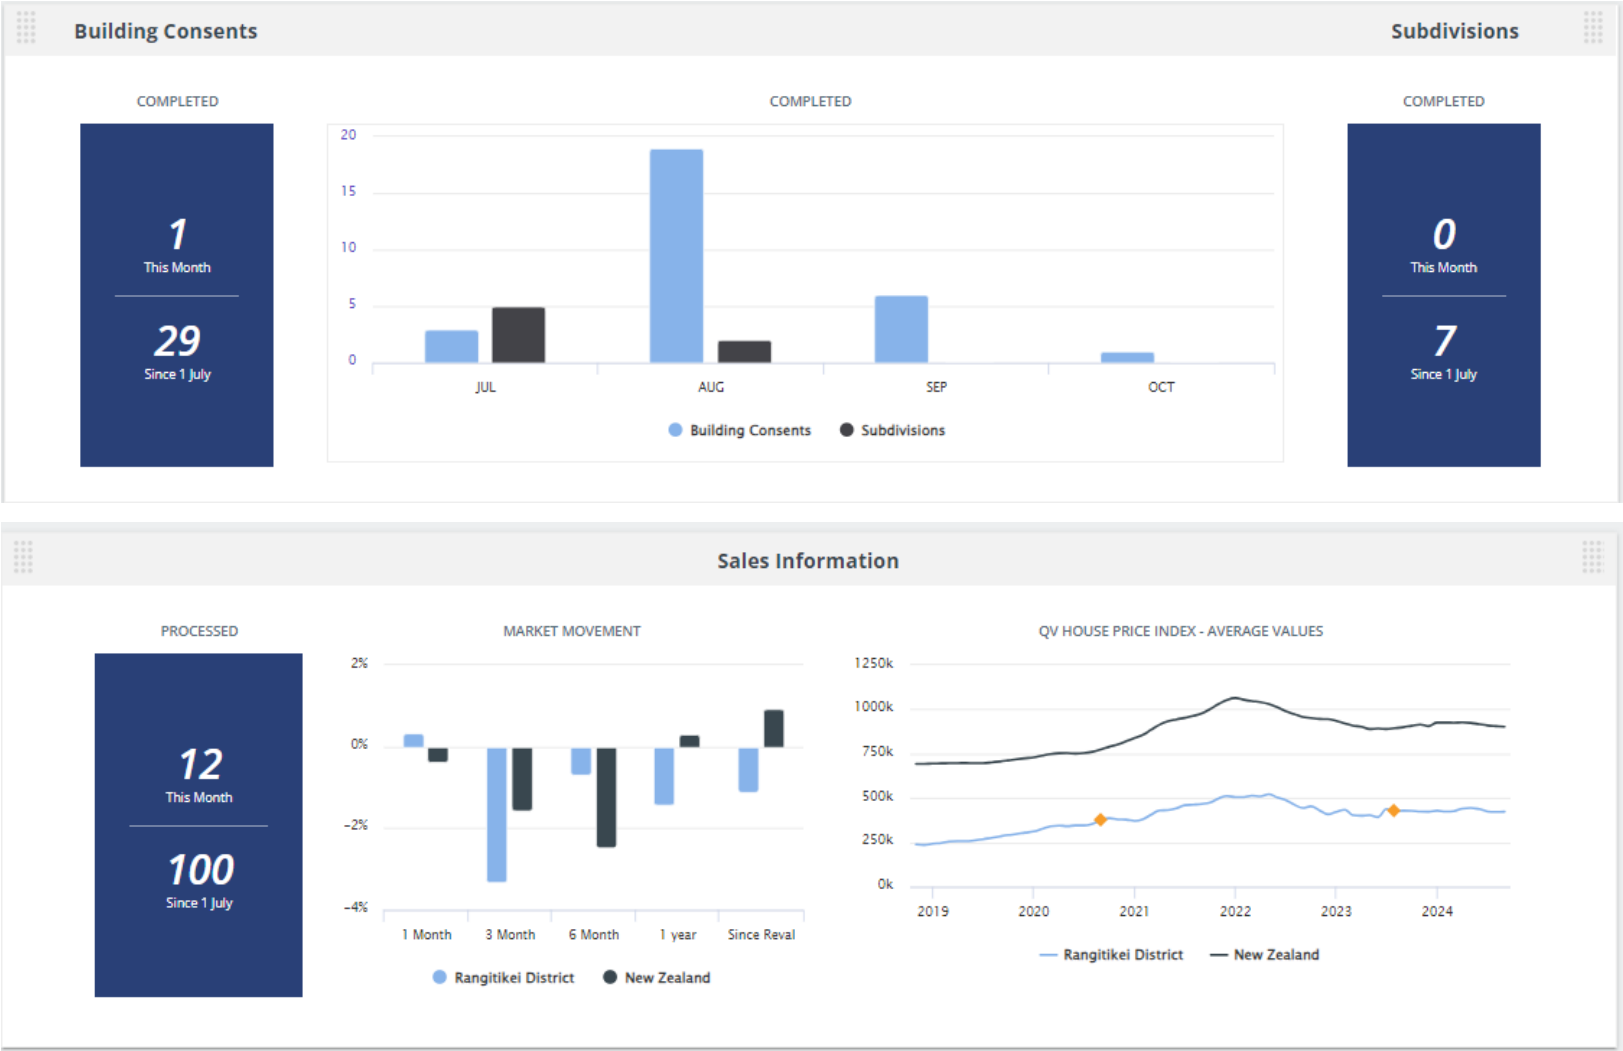 Building Consents
Subdivisions
COMPLETED
COMPLETED
COMPLETED
1
This Month
29
Since 1 July
20
15
10
5
0
JUL AUG SEP OCT
Building Consents Subdivisions
0
This Month
7
Since 1 July
Sales Information
PROCESSED
MARKET MOVEMENT
QV HOUSE PRICE INDEX - AVERAGE VALUES
12
This Month
100
Since 1 July
2%
0%
-2%
-4%
1 Month 3 Month 6 Month 1 year Since Reval
Rangitikei District New Zealand
1250k
1000k
750k
500k
250k
0k
2019 2020 2021 2022 2023 2024
Rangitikei District New Zealand